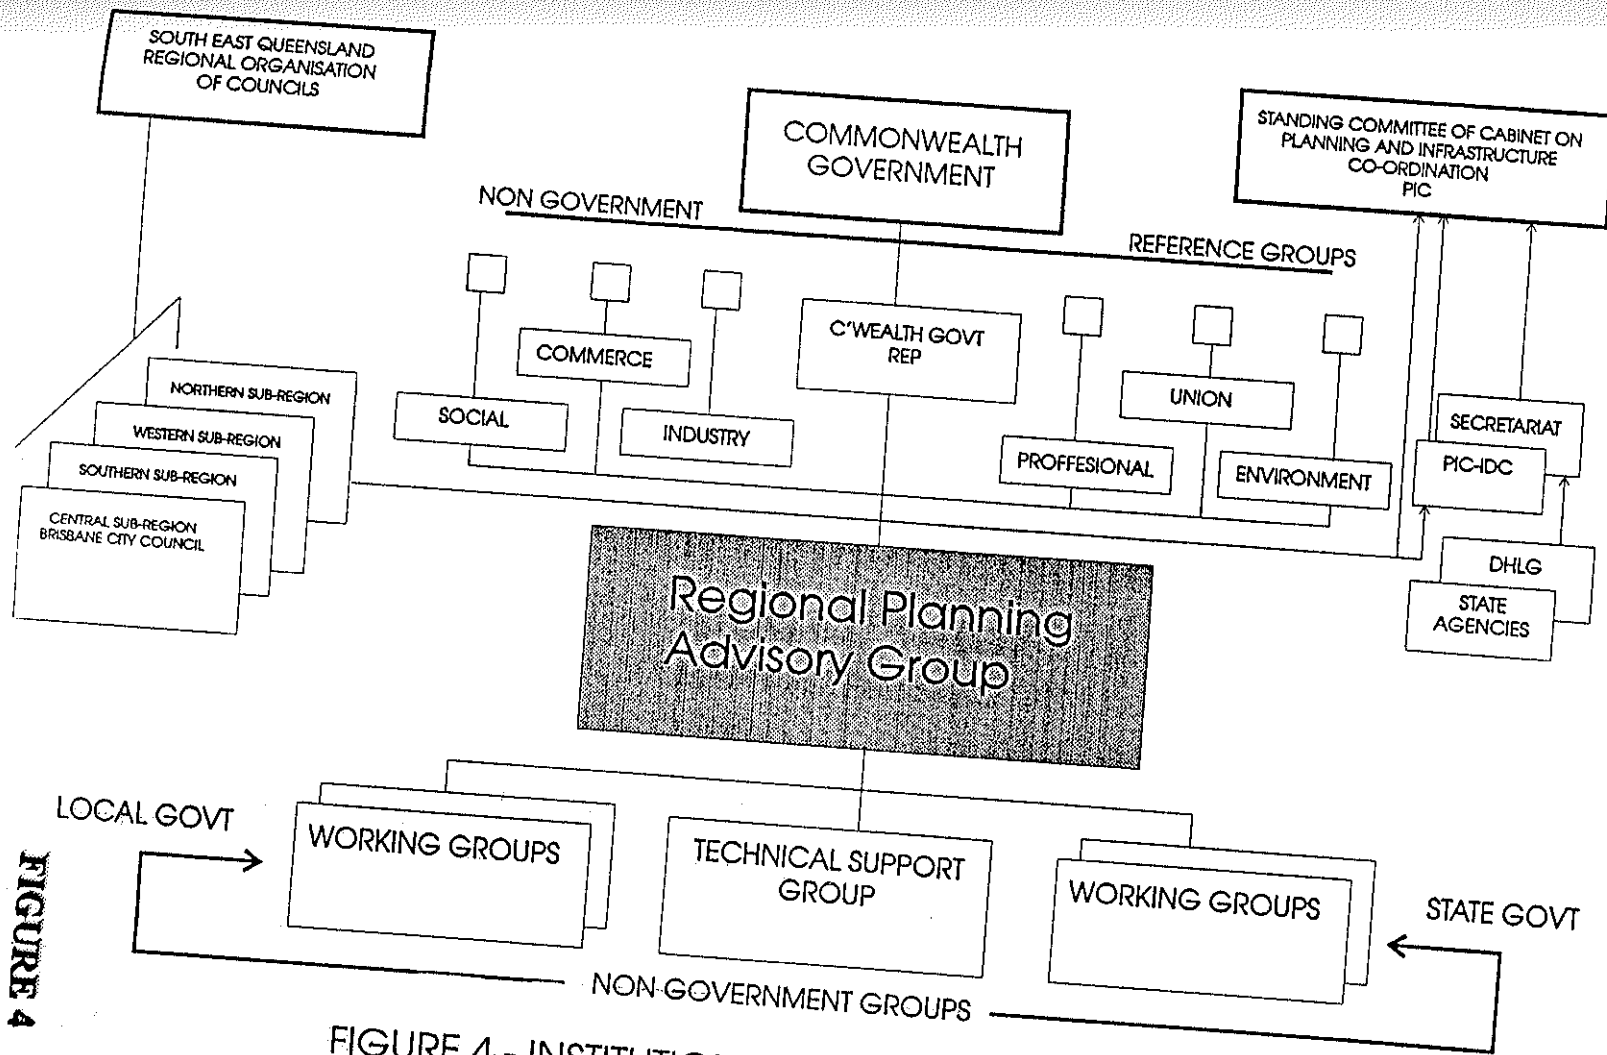 SOUTH EAST QUEENSLAND
REGIONAL ORGANISATION
OF COUNCILS
COMMONWEALTH
GOVERNMENT
STANDING COMMITTEE OF CABINET ON
PLANNING AND INFRASTRUCTURE
CO-ORDINATION
PIC
NON GOVERNMENT
REFERENCE GROUPS
C'WEALTH GOVT
REP
COMMERCE
SOCIAL
INDUSTRY
UNION
PROFFESIONAL
ENVIRONMENT
SECRETARIAT
PIC-IDC
DHLG
STATE
AGENCIES
NORTHERN SUB-REGION
WESTERN SUB-REGION
SOUTHERN SUB-REGION
CENTRAL SUB-REGION
BRISBANE CITY COUNCIL
Regional Planning
Advisory Group
LOCAL GOVT
WORKING GROUPS
TECHNICAL SUPPORT
GROUP
WORKING GROUPS
STATE GOVT
NON-GOVERNMENT GROUPS
FIGURE 4
FIGURE 4 -